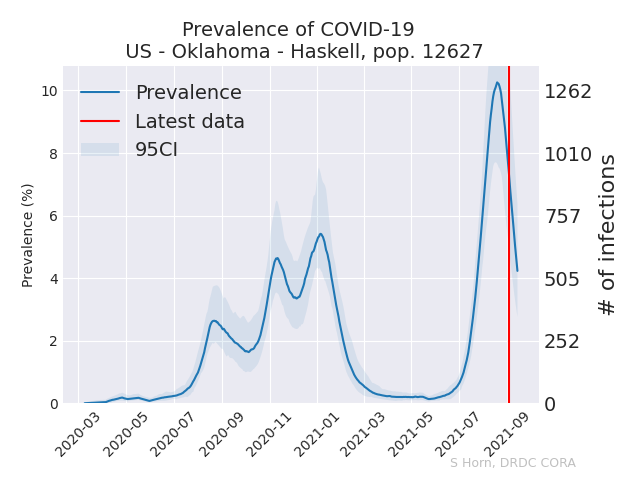 Prevalence of COVID-19
US - Oklahoma - Haskell, pop. 12627
Prevalence
Latest data
95CI
Prevalence (%)
10
8
6
4
2
0
1262
1010
757
505
252
0
# of infections
2020-03
2020-05
2020-07
2020-09
2020-11
2021-01
2021-03
2021-05
2021-07
2021-09
S Horn, DRDC CORA